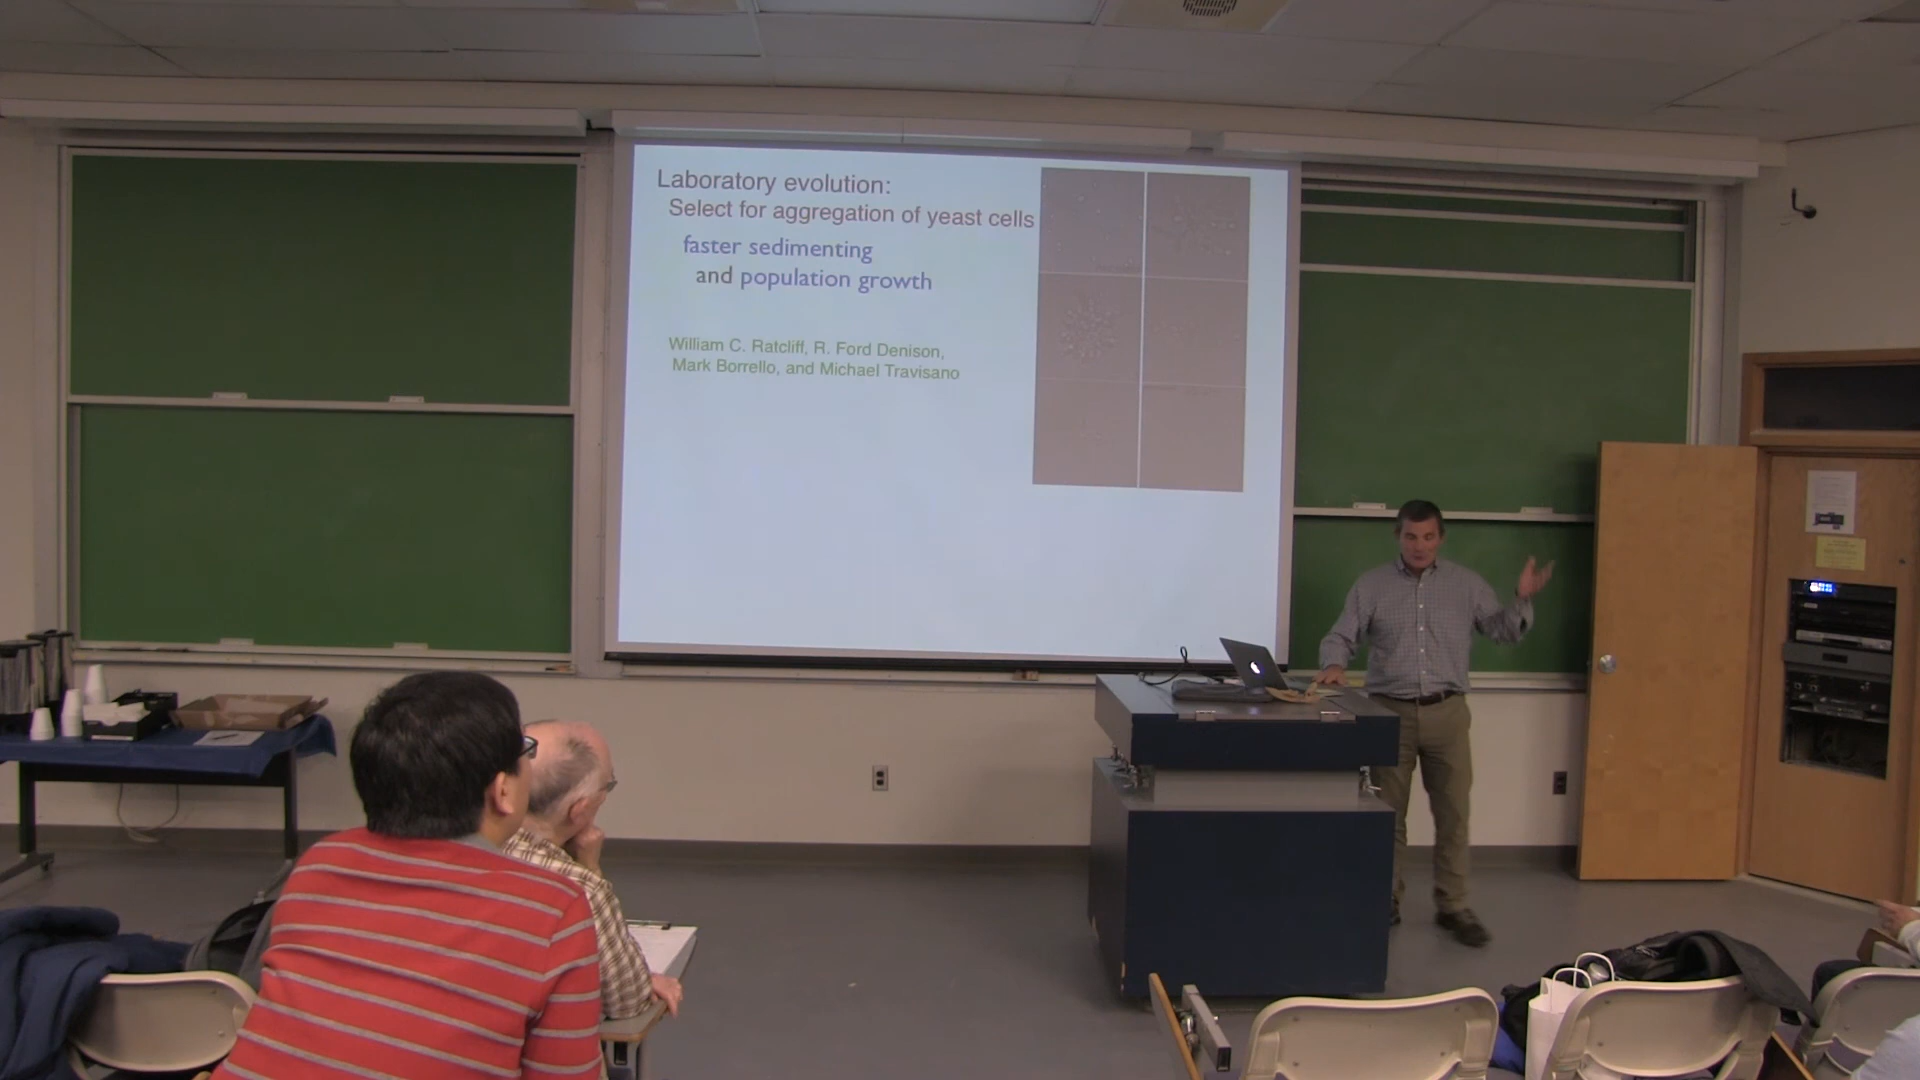 Laboratory evolution:
Select for aggregation of yeast cells
faster sedimenting
and population growth
William C. Ratcliff, R. Ford Denison,
Mark Borrello, and Michael Travisano